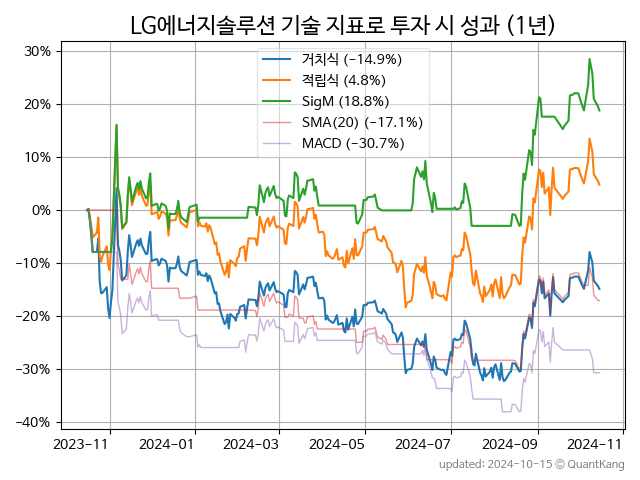 LG에너지솔루션 기술 지표로 투자 시 성과 (1년)
거치식 (−14.9%)
적립식 (4.8%)
SigM (18.8%)
SMA(20) (−17.1%)
MACD (−30.7%)
30%
20%
10%
0%
−10%
−20%
−30%
−40%
2023-11 2024-01 2024-03 2024-05 2024-07 2024-09 2024-11
updated: 2024-10-15 © QuantKang